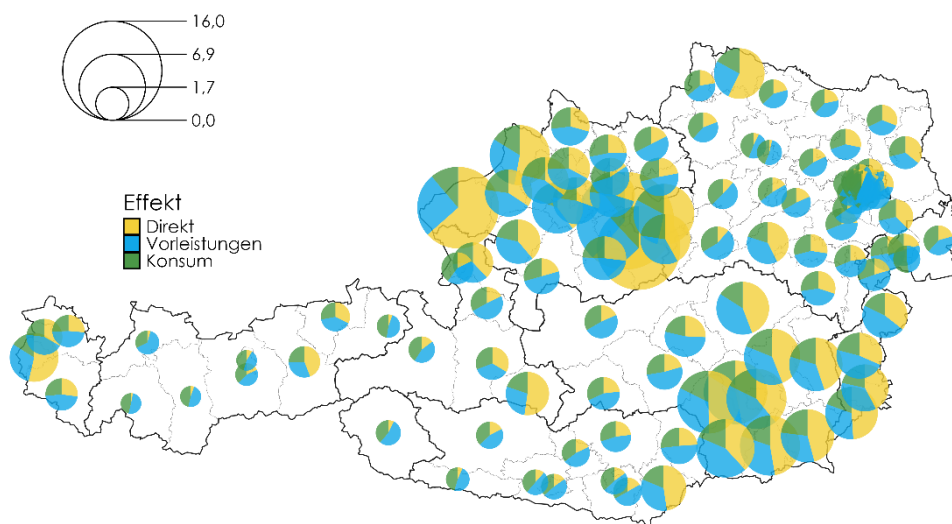 16,0
6,9
1,7
0,0
Effekt
Direkt
Vorleistungen
Konsum